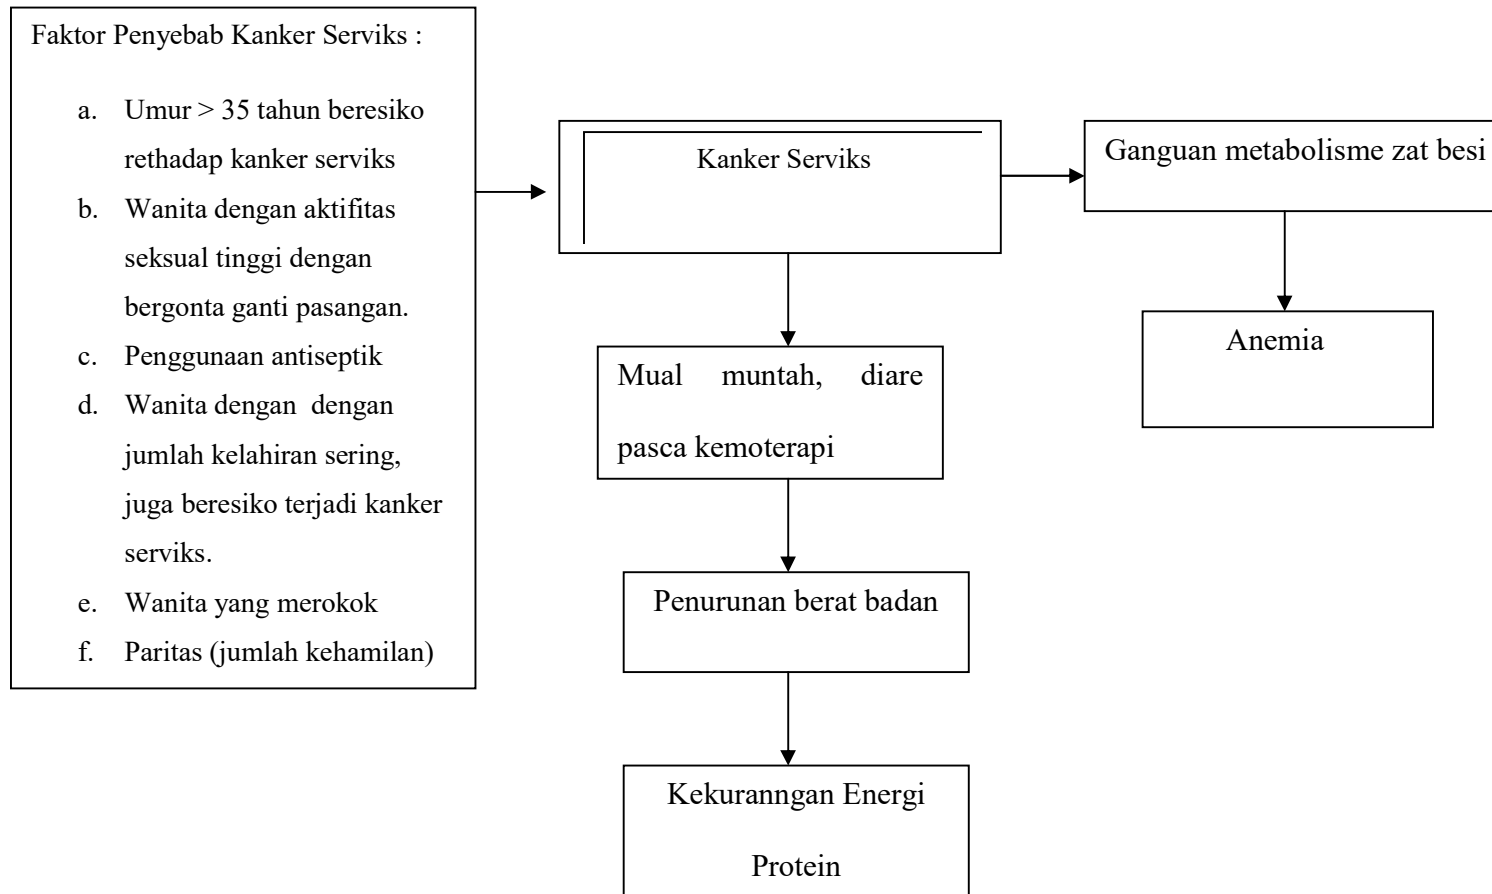 Faktor Penyebab Kanker Serviks :
a. Umur > 35 tahun beresiko
rethadap kanker serviks
b. Wanita dengan aktifitas
seksual tinggi dengan
bergonta ganti pasangan.
c. Penggunaan antiseptik
d. Wanita dengan dengan
jumlah kelahiran sering,
juga beresiko terjadi kanker
serviks.
e. Wanita yang merokok
f. Paritas (jumlah kehamilan)
Kanker Serviks
Ganguan metabolisme zat besi
Anemia
Mual muntah, diare
pasca kemoterapi
Penurunan berat badan
Kekuranngan Energi
Protein